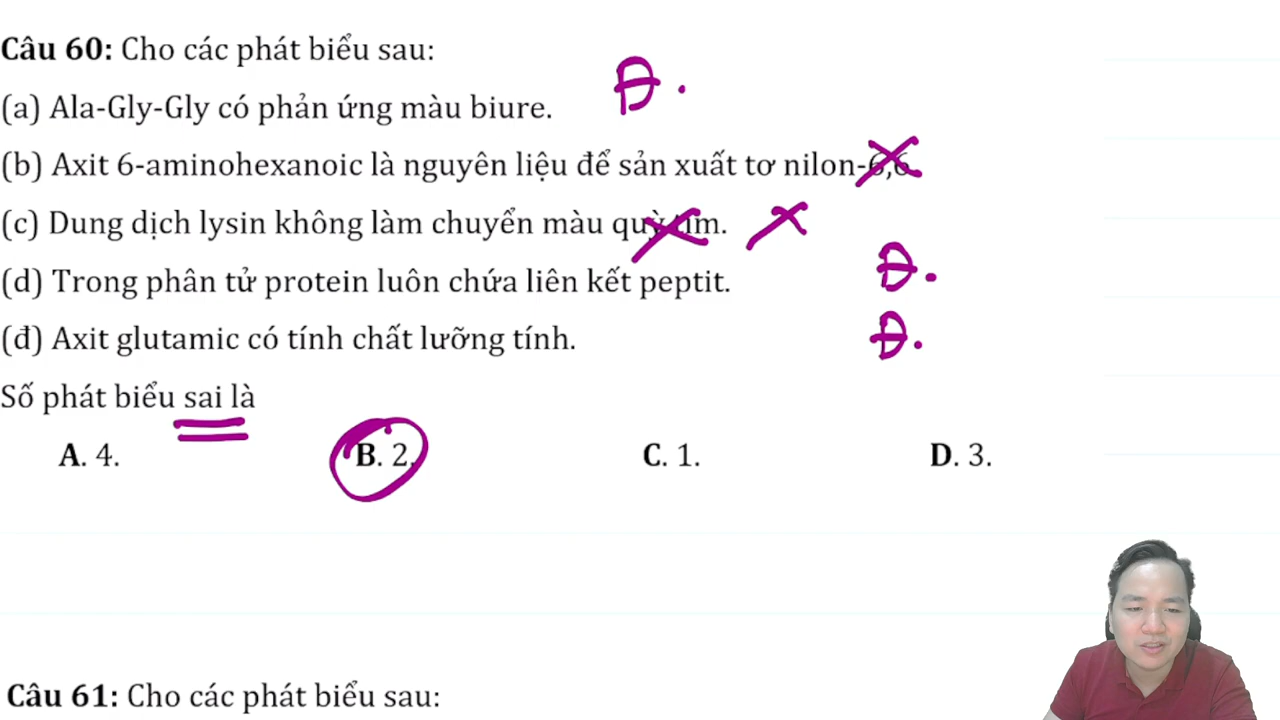 Câu 60: Cho các phát biểu sau:
Đ.
(a) Ala-Gly-Gly có phản ứng màu biure.
(b) Axit 6-aminohexanoic là nguyên liệu để sản xuất tơ nilon-6,6.
(c) Dung dịch lysin không làm chuyển màu quỳ tím.
(d) Trong phân tử protein luôn chứa liên kết peptit. Đ.
(đ) Axit glutamic có tính chất lưỡng tính. Đ.
Số phát biểu sai là
A. 4. B. 2. C. 1. D. 3.
Câu 61: Cho các phát biểu sau: